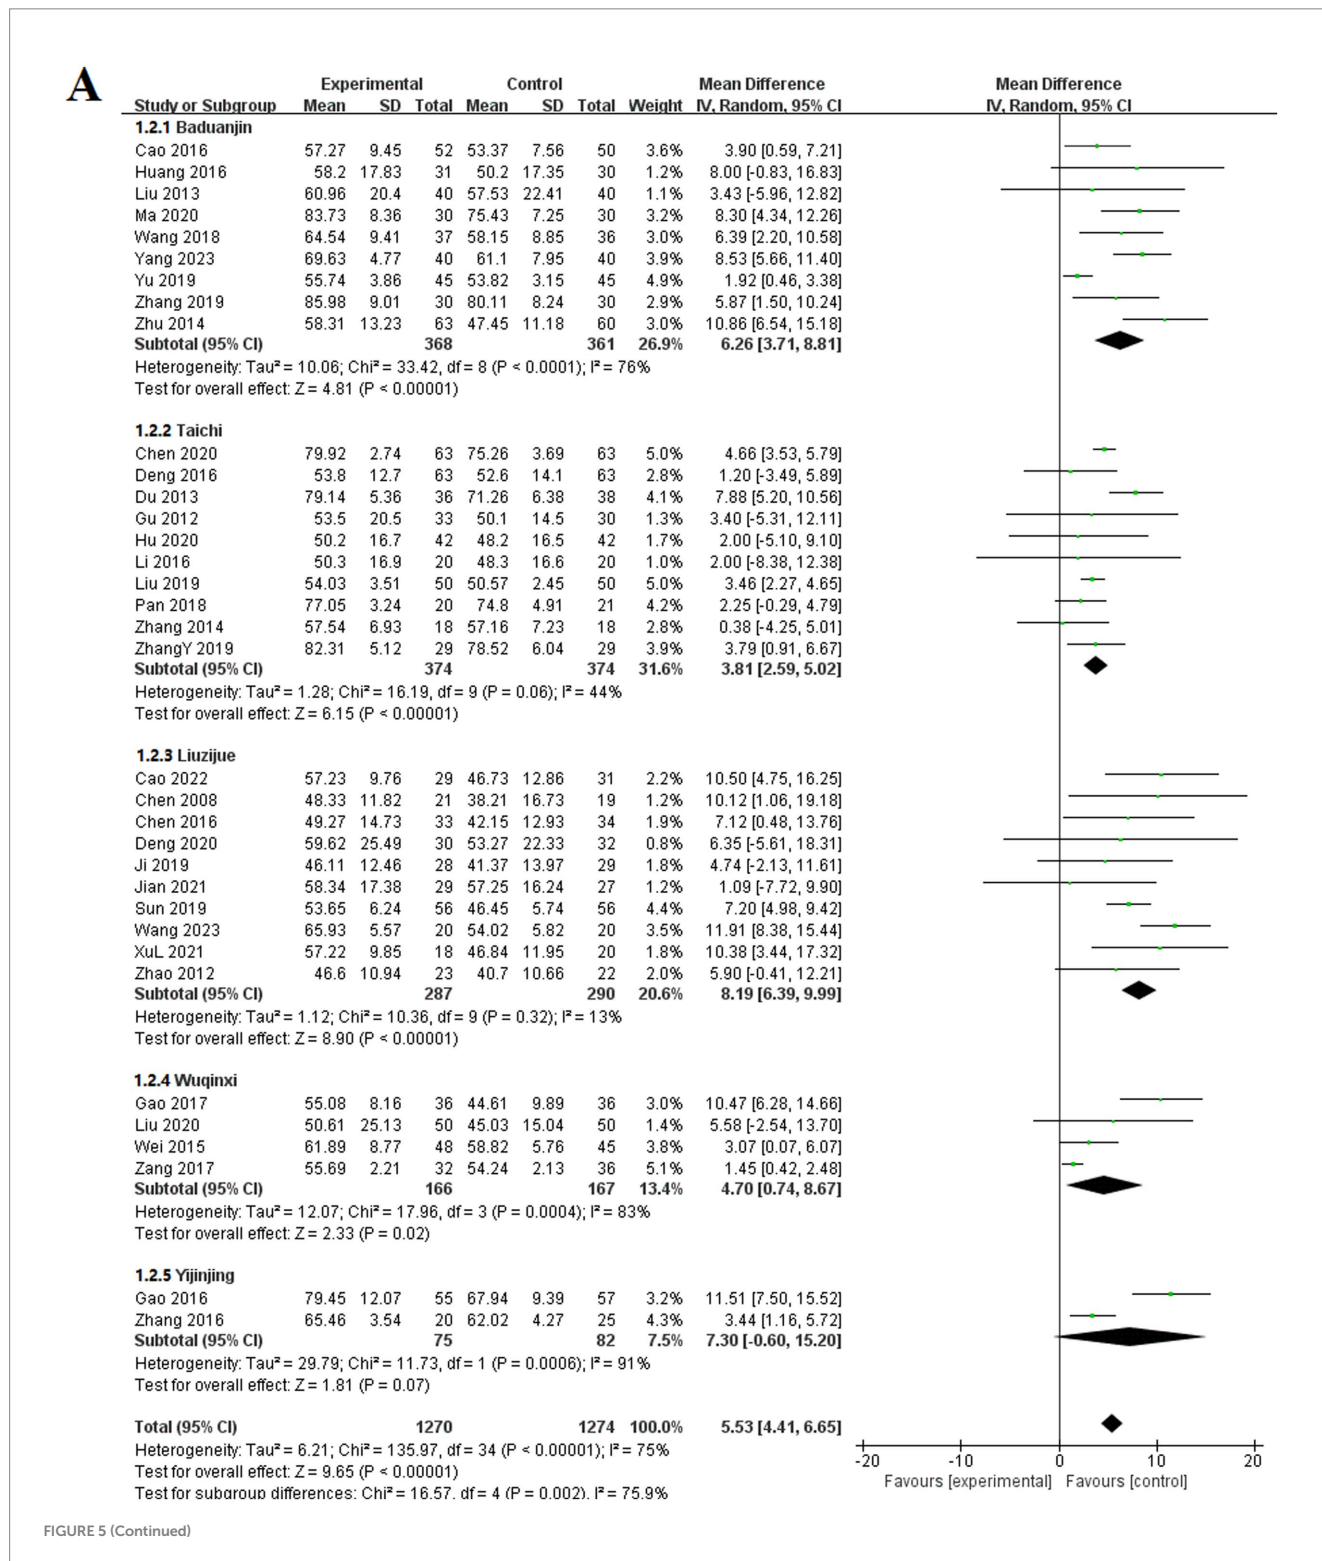 A
Experimental Control Mean Difference Mean Difference
Study or Subgroup Mean SD Total Mean SD Total Weight IV, Random, 95% CI IV, Random, 95% CI
1.2.1 Baduanjin
Cao 2016 57.27 9.45 52 53.37 7.56 50 3.6% 3.90 [0.59, 7.21]
Huang 2016 58.2 17.83 31 50.2 17.35 30 1.2% 8.00 [-0.83, 16.83]
Liu 2013 60.96 20.4 40 57.53 22.41 40 1.1% 3.43 [-5.96, 12.82]
Ma 2020 83.73 8.36 30 75.43 7.25 30 3.2% 8.30 [4.34, 12.26]
Wang 2018 64.54 9.41 37 58.15 8.85 36 3.0% 6.39 [2.20, 10.58]
Yang 2023 69.63 4.77 40 61.1 7.95 40 3.9% 8.53 [5.66, 11.40]
Yu 2019 55.74 3.86 45 53.82 3.15 45 4.9% 1.92 [0.46, 3.38]
Zhang 2019 85.98 9.01 30 80.11 8.24 30 2.9% 5.87 [1.50, 10.24]
Zhu 2014 58.31 13.23 63 47.45 11.18 60 3.0% 10.86 [6.54, 15.18]
Subtotal (95% CI) 368 361 26.9% 6.26 [3.71, 8.81]
Heterogeneity: Tau² = 10.06; Chi² = 33.42, df = 8 (P < 0.0001); I² = 76%
Test for overall effect: Z = 4.81 (P < 0.00001)
1.2.2 Taichi
Chen 2020 79.92 2.74 63 75.26 3.69 63 5.0% 4.66 [3.53, 5.79]
Deng 2016 53.8 12.7 63 52.6 14.1 63 2.8% 1.20 [-3.49, 5.89]
Du 2013 79.14 5.36 36 71.26 6.38 38 4.1% 7.88 [5.20, 10.56]
Gu 2012 53.5 20.5 33 50.1 14.5 30 1.3% 3.40 [-5.31, 12.11]
Hu 2020 50.2 16.7 42 48.2 16.5 42 1.7% 2.00 [-5.10, 9.10]
Li 2016 50.3 16.9 20 48.3 16.6 20 1.0% 2.00 [-8.38, 12.38]
Liu 2019 54.03 3.51 50 50.57 2.45 50 5.0% 3.46 [2.27, 4.65]
Pan 2018 77.05 3.24 20 74.8 4.91 21 4.2% 2.25 [-0.29, 4.79]
Zhang 2014 57.54 6.93 18 57.16 7.23 18 2.8% 0.38 [-4.25, 5.01]
ZhangY 2019 82.31 5.12 29 78.52 6.04 29 3.9% 3.79 [0.91, 6.67]
Subtotal (95% CI) 374 374 31.6% 3.81 [2.59, 5.02]
Heterogeneity: Tau² = 1.28; Chi² = 16.19, df = 9 (P = 0.06); I² = 44%
Test for overall effect: Z = 6.15 (P < 0.00001)
1.2.3 Liuzijue
Cao 2022 57.23 9.76 29 46.73 12.86 31 2.2% 10.50 [4.75, 16.25]
Chen 2008 48.33 11.82 21 38.21 16.73 19 1.2% 10.12 [1.06, 19.18]
Chen 2016 49.27 14.73 33 42.15 12.93 34 1.9% 7.12 [0.48, 13.76]
Deng 2020 59.62 25.49 30 53.27 22.33 32 0.8% 6.35 [-5.61, 18.31]
Ji 2019 46.11 12.46 28 41.37 13.97 29 1.8% 4.74 [-2.13, 11.61]
Jian 2021 58.34 17.38 29 57.25 16.24 27 1.2% 1.09 [-7.72, 9.90]
Sun 2019 53.65 6.24 56 46.45 5.74 56 4.4% 7.20 [4.98, 9.42]
Wang 2023 65.93 5.57 20 54.02 5.82 20 3.5% 11.91 [8.38, 15.44]
XuL 2021 57.22 9.85 18 46.84 11.95 20 1.8% 10.38 [3.44, 17.32]
Zhao 2012 46.6 10.94 23 40.7 10.66 22 2.0% 5.90 [-0.41, 12.21]
Subtotal (95% CI) 287 290 20.6% 8.19 [6.39, 9.99]
Heterogeneity: Tau² = 1.12; Chi² = 10.36, df = 9 (P = 0.32); I² = 13%
Test for overall effect: Z = 8.90 (P < 0.00001)
1.2.4 Wuqinxi
Gao 2017 55.08 8.16 36 44.61 9.89 36 3.0% 10.47 [6.28, 14.66]
Liu 2020 50.61 25.13 50 45.03 15.04 50 1.4% 5.58 [-2.54, 13.70]
Wei 2015 61.89 8.77 48 58.82 5.76 45 3.8% 3.07 [0.07, 6.07]
Zang 2017 55.69 2.21 32 54.24 2.13 36 5.1% 1.45 [0.42, 2.48]
Subtotal (95% CI) 166 167 13.4% 4.70 [0.74, 8.67]
Heterogeneity: Tau² = 12.07; Chi² = 17.96, df = 3 (P = 0.0004); I² = 83%
Test for overall effect: Z = 2.33 (P = 0.02)
1.2.5 Yijinjing
Gao 2016 79.45 12.07 55 67.94 9.39 57 3.2% 11.51 [7.50, 15.52]
Zhang 2016 65.46 3.54 20 62.02 4.27 25 4.3% 3.44 [1.16, 5.72]
Subtotal (95% CI) 75 82 7.5% 7.30 [-0.60, 15.20]
Heterogeneity: Tau² = 29.79; Chi² = 11.73, df = 1 (P = 0.0006); I² = 91%
Test for overall effect: Z = 1.81 (P = 0.07)
Total (95% CI) 1270 1274 100.0% 5.53 [4.41, 6.65]
Heterogeneity: Tau² = 6.21; Chi² = 135.97, df = 34 (P < 0.00001); I² = 75%
Test for overall effect: Z = 9.65 (P < 0.00001)
Test for subgroup differences: Chi² = 16.57, df = 4 (P = 0.002), I² = 75.9%
-20 -10 0 10 20
Favours [experimental] Favours [control]
FIGURE 5 (Continued)